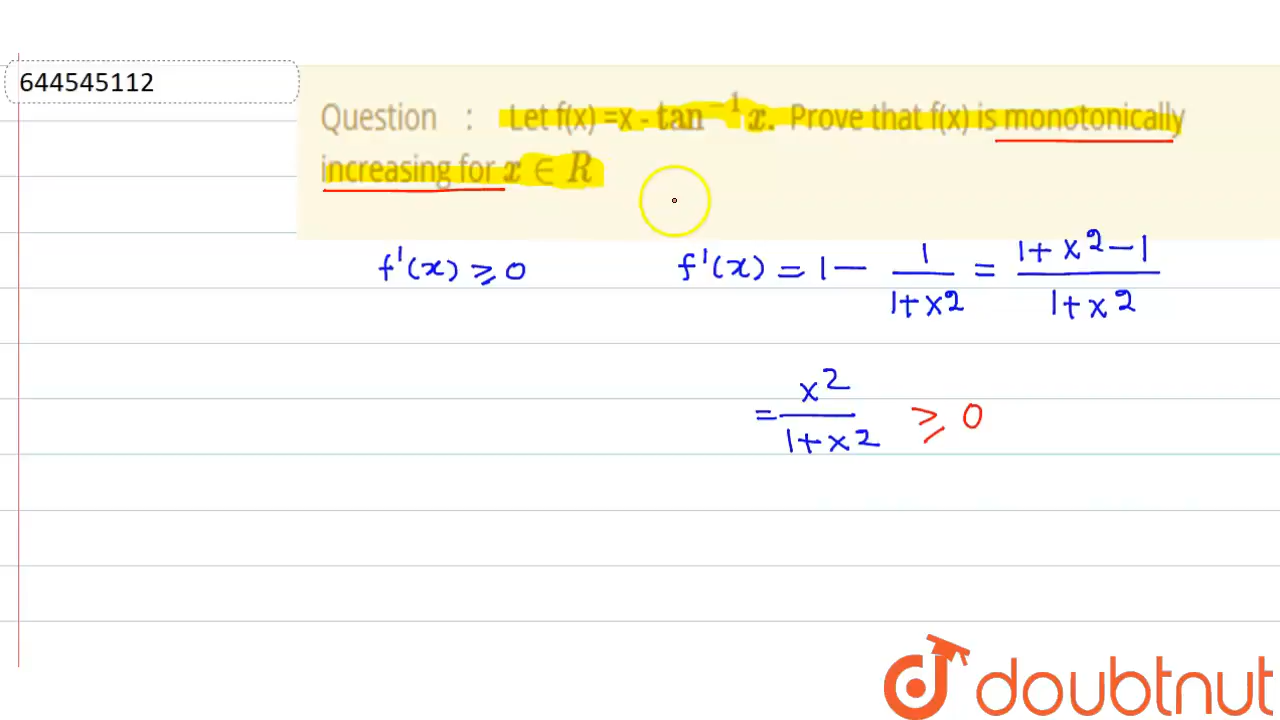 644545112
Question : Let f(x) =x - tan⁻¹ x. Prove that f(x) is monotonically
increasing for x ∈ R
f'(x) ≥ 0 f'(x) = 1 - 1/(1+x2) = (1+x2-1)/(1+x2)
= x2/(1+x2) ≥ 0
doubtnut